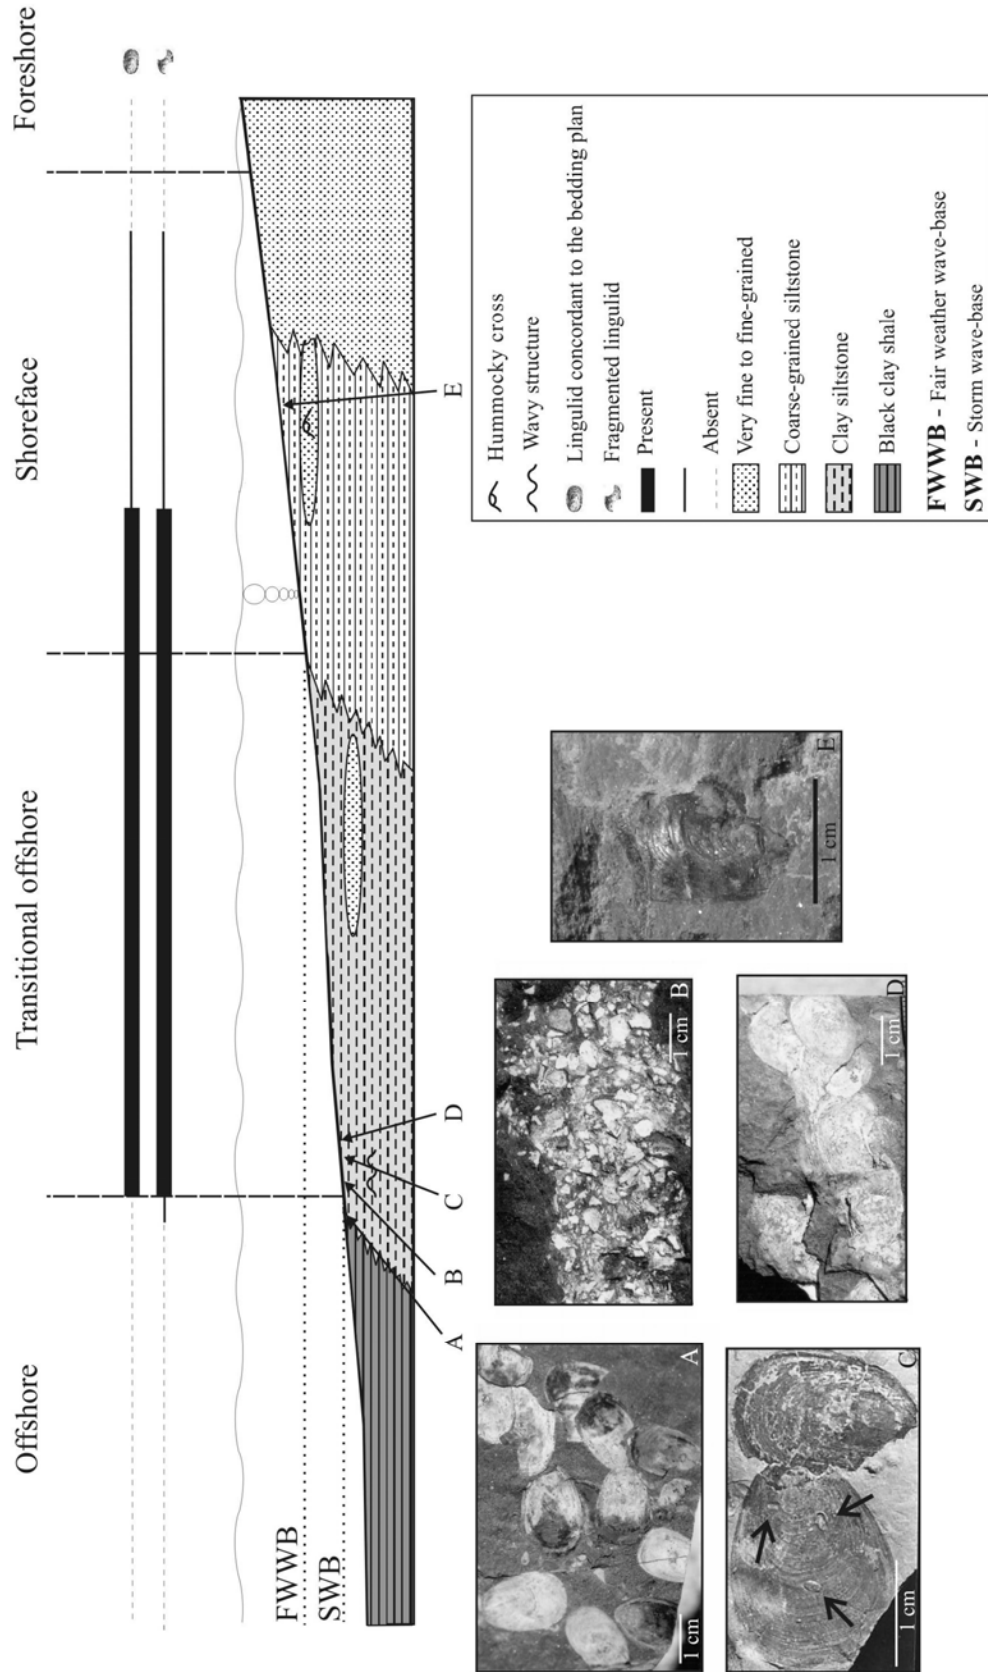 Offshore
Transitional offshore
Shoreface
Foreshore
FWWB
SWB
A
B
C
D
E
A
1 cm
B
1 cm
C
1 cm
D
1 cm
E
1 cm
Hummocky cross
Wavy structure
Lingulid concordant to the bedding plan
Fragmented lingulid
Present
Absent
Very fine to fine-grained
Coarse-grained siltstone
Clay siltstone
Black clay shale
FWWB - Fair weather wave-base
SWB - Storm wave-base